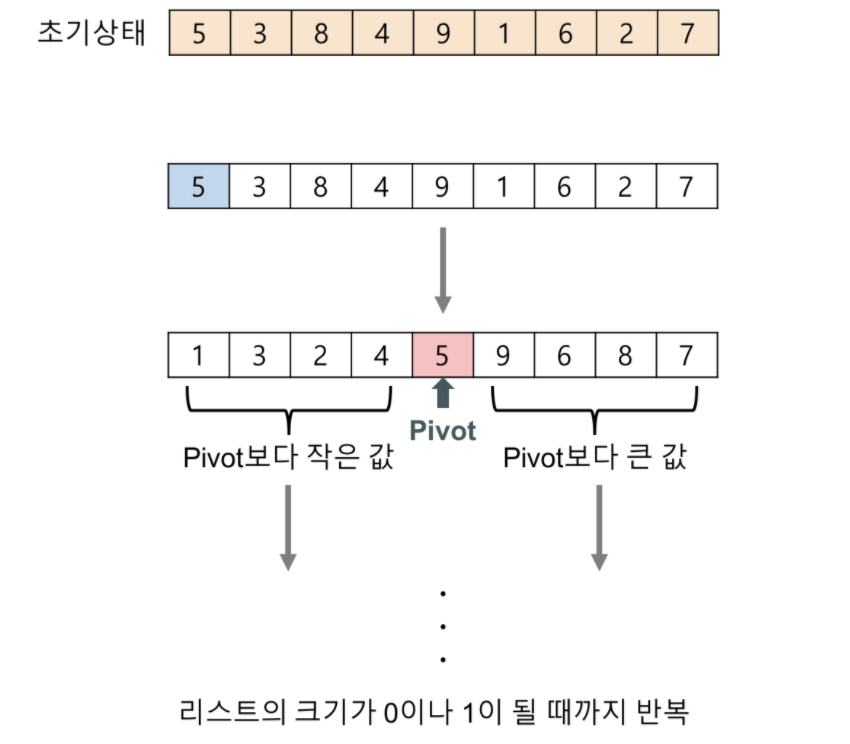 초기상태 5 3 8 4 9 1 6 2 7
5 3 8 4 9 1 6 2 7
1 3 2 4 5 9 6 8 7
Pivot
Pivot보다 작은 값 Pivot보다 큰 값
리스트의 크기가 0이나 1이 될 때까지 반복